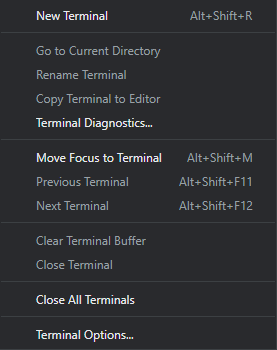 New Terminal Alt+Shift+R
Go to Current Directory
Rename Terminal
Copy Terminal to Editor
Terminal Diagnostics...
Move Focus to Terminal Alt+Shift+M
Previous Terminal Alt+Shift+F11
Next Terminal Alt+Shift+F12
Clear Terminal Buffer
Close Terminal
Close All Terminals
Terminal Options...